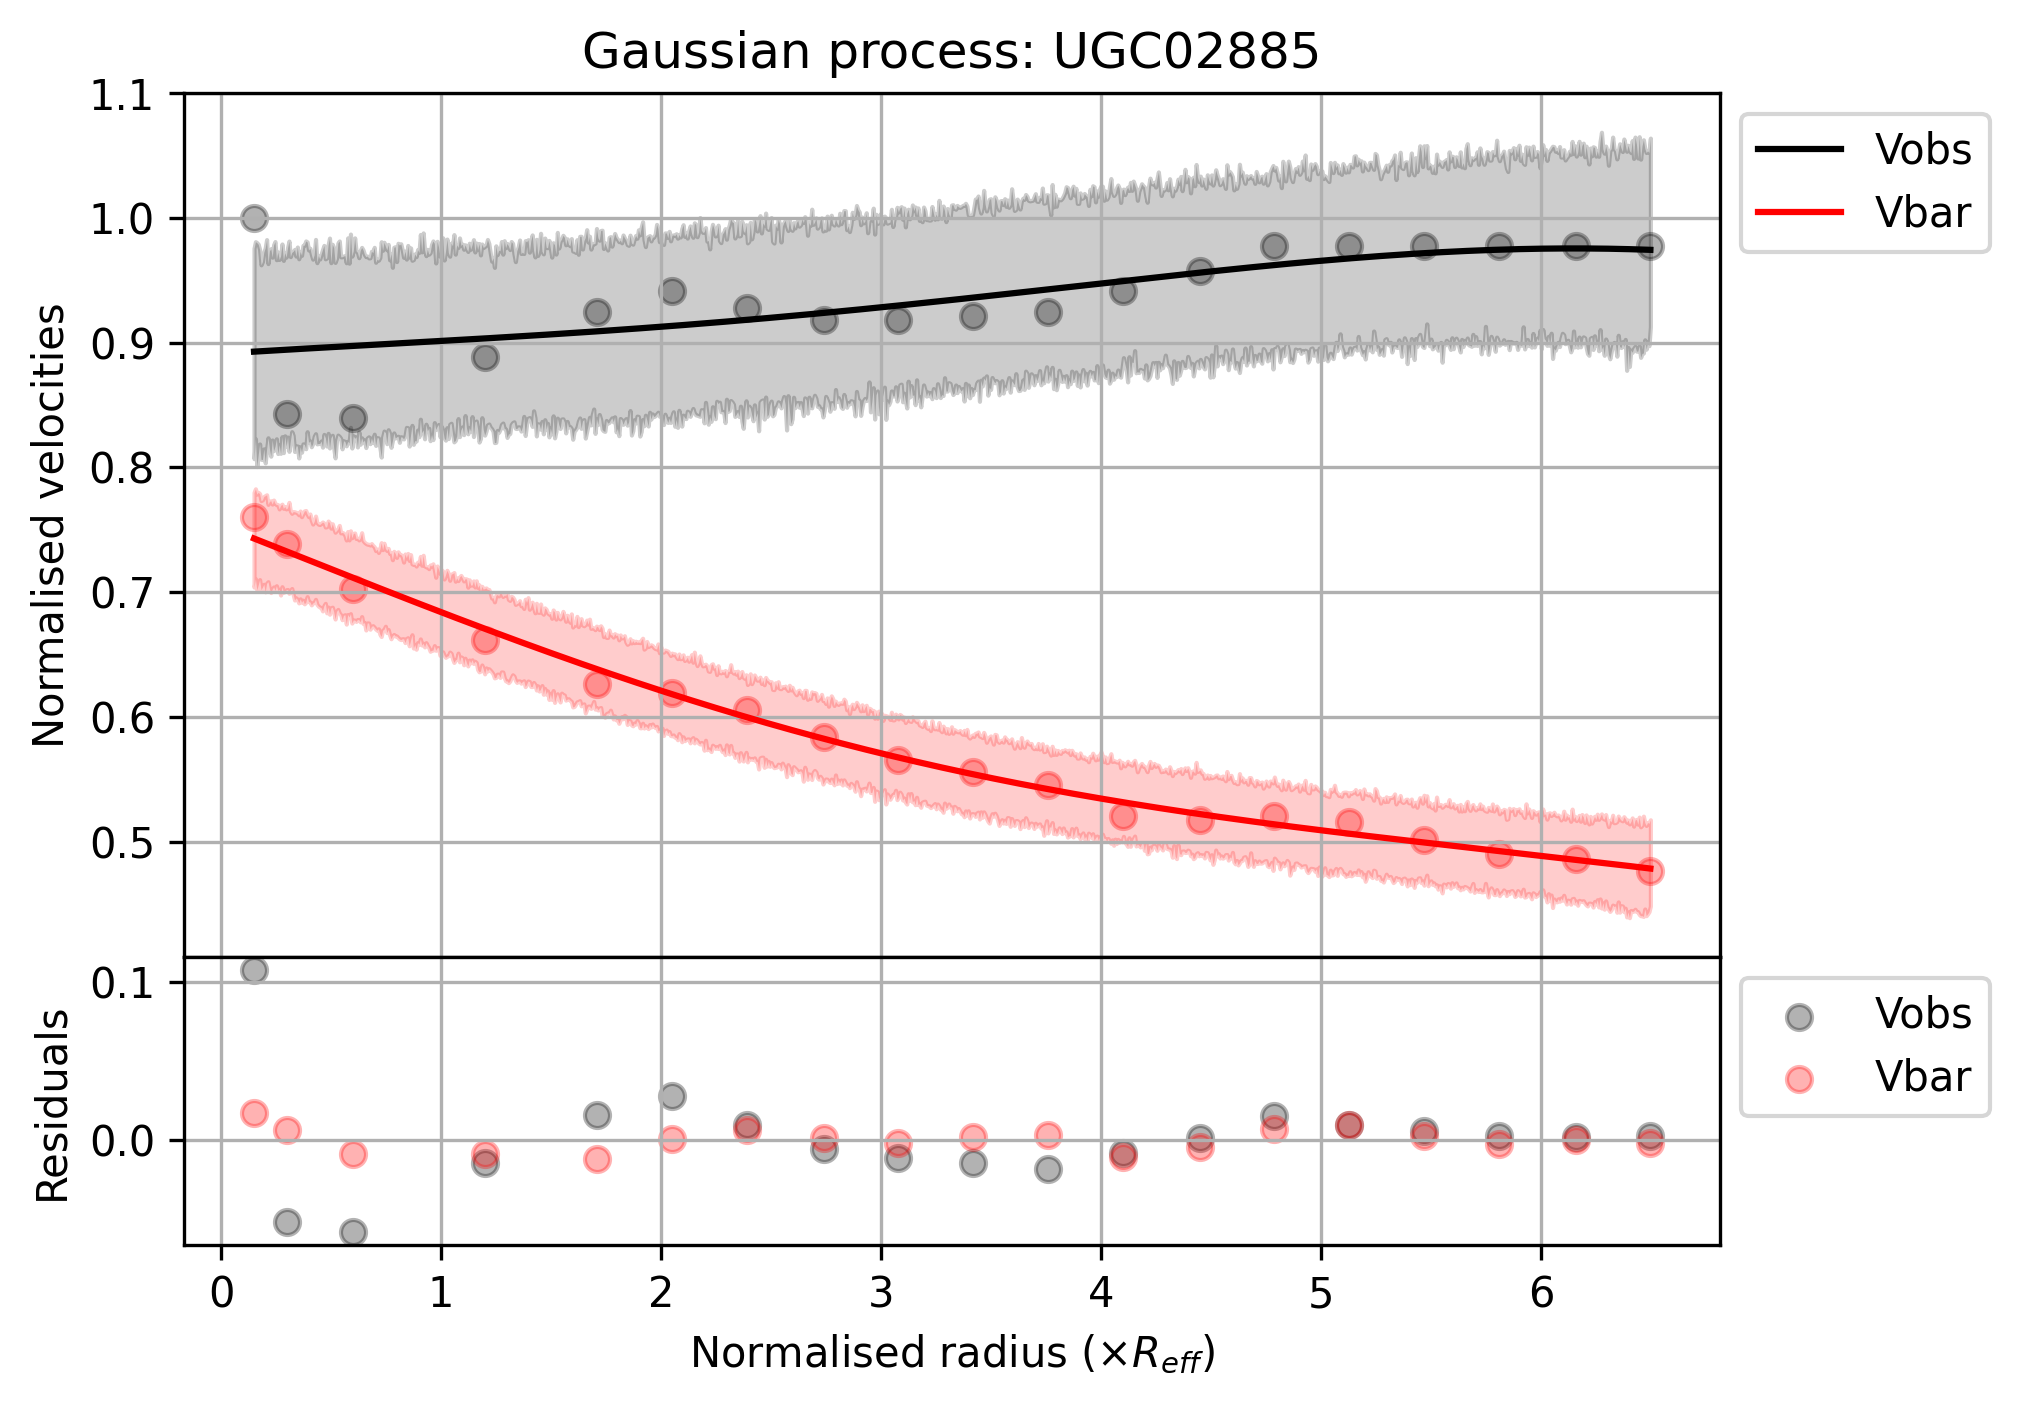 Gaussian process: UGC02885
Normalised velocities
1.1
1.0
0.9
0.8
0.7
0.6
0.5
Vobs
Vbar
Residuals
0.1
0.0
Vobs
Vbar
0 1 2 3 4 5 6
Normalised radius (×R_eff)